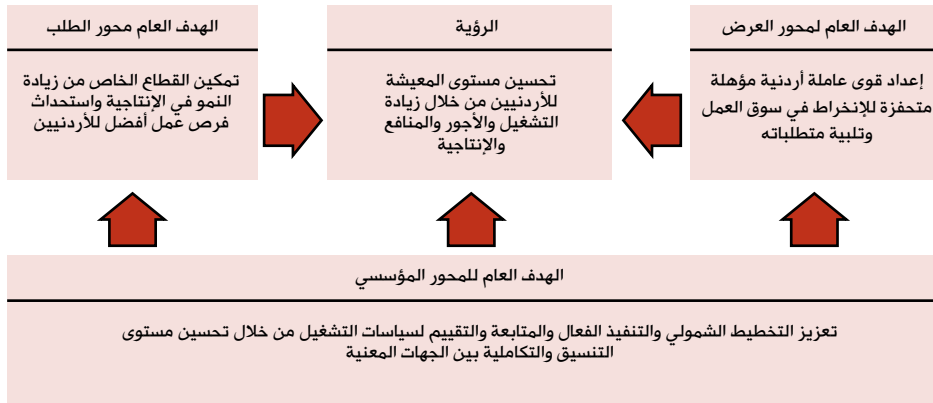 الهدف العام لمحور العرض
إعداد قوى عاملة أردنية مؤهلة
متحفزة للإنخراط في سوق العمل
وتلبية متطلباته
الرؤية
تحسين مستوى المعيشة
للأردنيين من خلال زيادة
التشغيل والأجور والمنافع
والإنتاجية
الهدف العام محور الطلب
تمكين القطاع الخاص من زيادة
النمو في الإنتاجية واستحداث
فرص عمل أفضل للأردنيين
الهدف العام للمحور المؤسسي
تعزيز التخطيط الشمولي والتنفيذ الفعال والمتابعة والتقييم لسياسات التشغيل من خلال تحسين مستوى
التنسيق والتكاملية بين الجهات المعنية